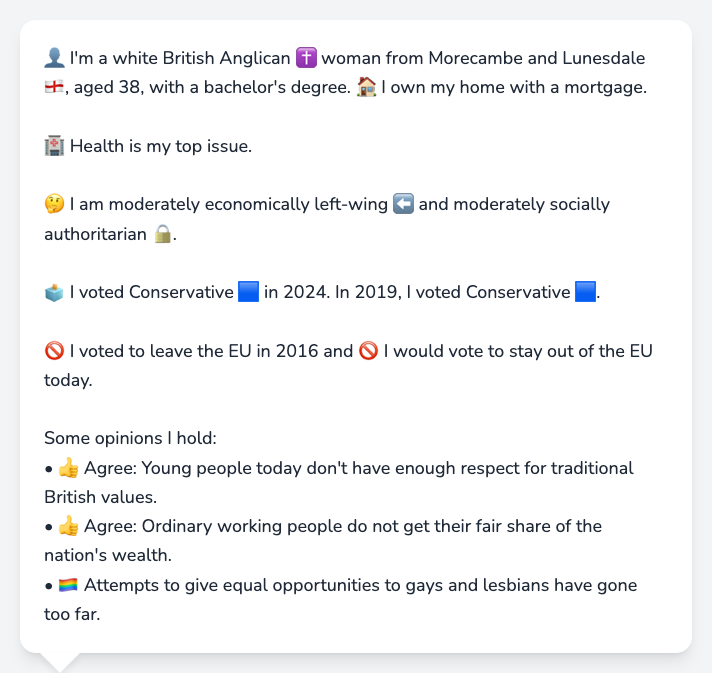 👤 I'm a white British Anglican ✝️ woman from Morecambe and Lunesdale
🏴󠁧󠁢󠁥󠁮󠁧󠁿, aged 38, with a bachelor's degree. 🏠 I own my home with a mortgage.
🏥 Health is my top issue.
🤔 I am moderately economically left-wing ⬅️ and moderately socially
authoritarian 🔒.
🗳️ I voted Conservative 🟦 in 2024. In 2019, I voted Conservative 🟦.
🚫 I voted to leave the EU in 2016 and 🚫 I would vote to stay out of the EU
today.
Some opinions I hold:
• 👍 Agree: Young people today don't have enough respect for traditional
British values.
• 👍 Agree: Ordinary working people do not get their fair share of the
nation's wealth.
• 🏳️‍🌈 Attempts to give equal opportunities to gays and lesbians have gone
too far.